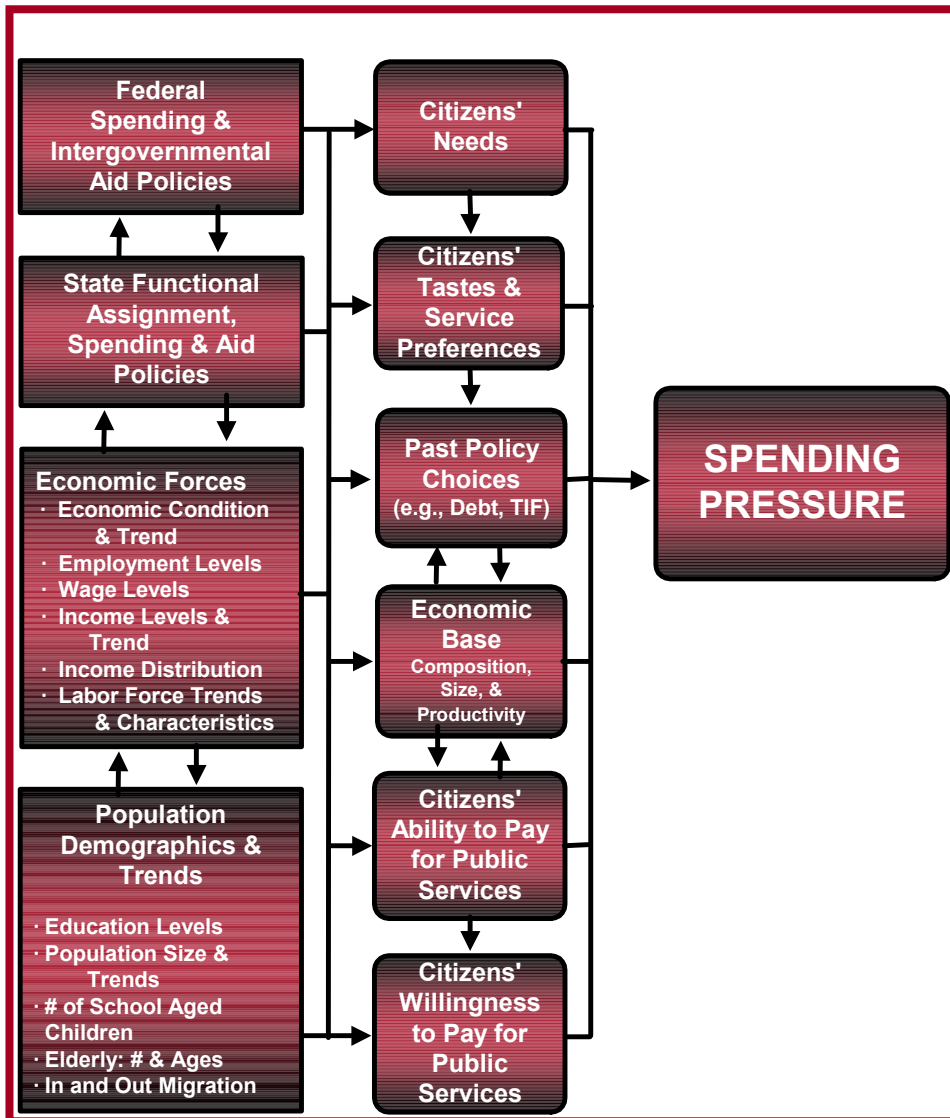 Federal
Spending &
Intergovernmental
Aid Policies
State Functional
Assignment,
Spending & Aid
Policies
Economic Forces
· Economic Condition
& Trend
· Employment Levels
· Wage Levels
· Income Levels &
Trend
· Income Distribution
· Labor Force Trends
& Characteristics
Population
Demographics &
Trends
· Education Levels
· Population Size &
Trends
· # of School Aged
Children
· Elderly: # & Ages
· In and Out Migration
Citizens'
Needs
Citizens'
Tastes &
Service
Preferences
Past Policy
Choices
(e.g., Debt, TIF)
Economic
Base
Composition,
Size, &
Productivity
Citizens'
Ability to Pay
for Public
Services
Citizens'
Willingness
to Pay for
Public
Services
SPENDING
PRESSURE